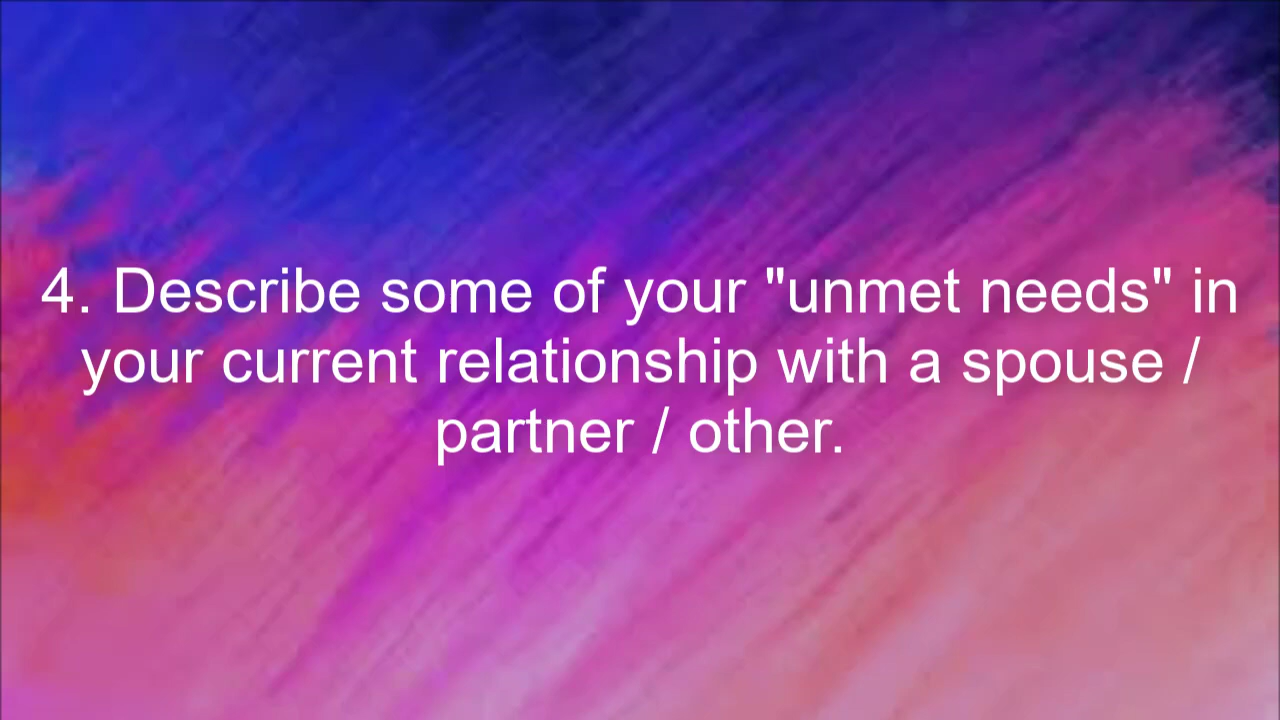 4. Describe some of your "unmet needs" in
your current relationship with a spouse /
partner / other.